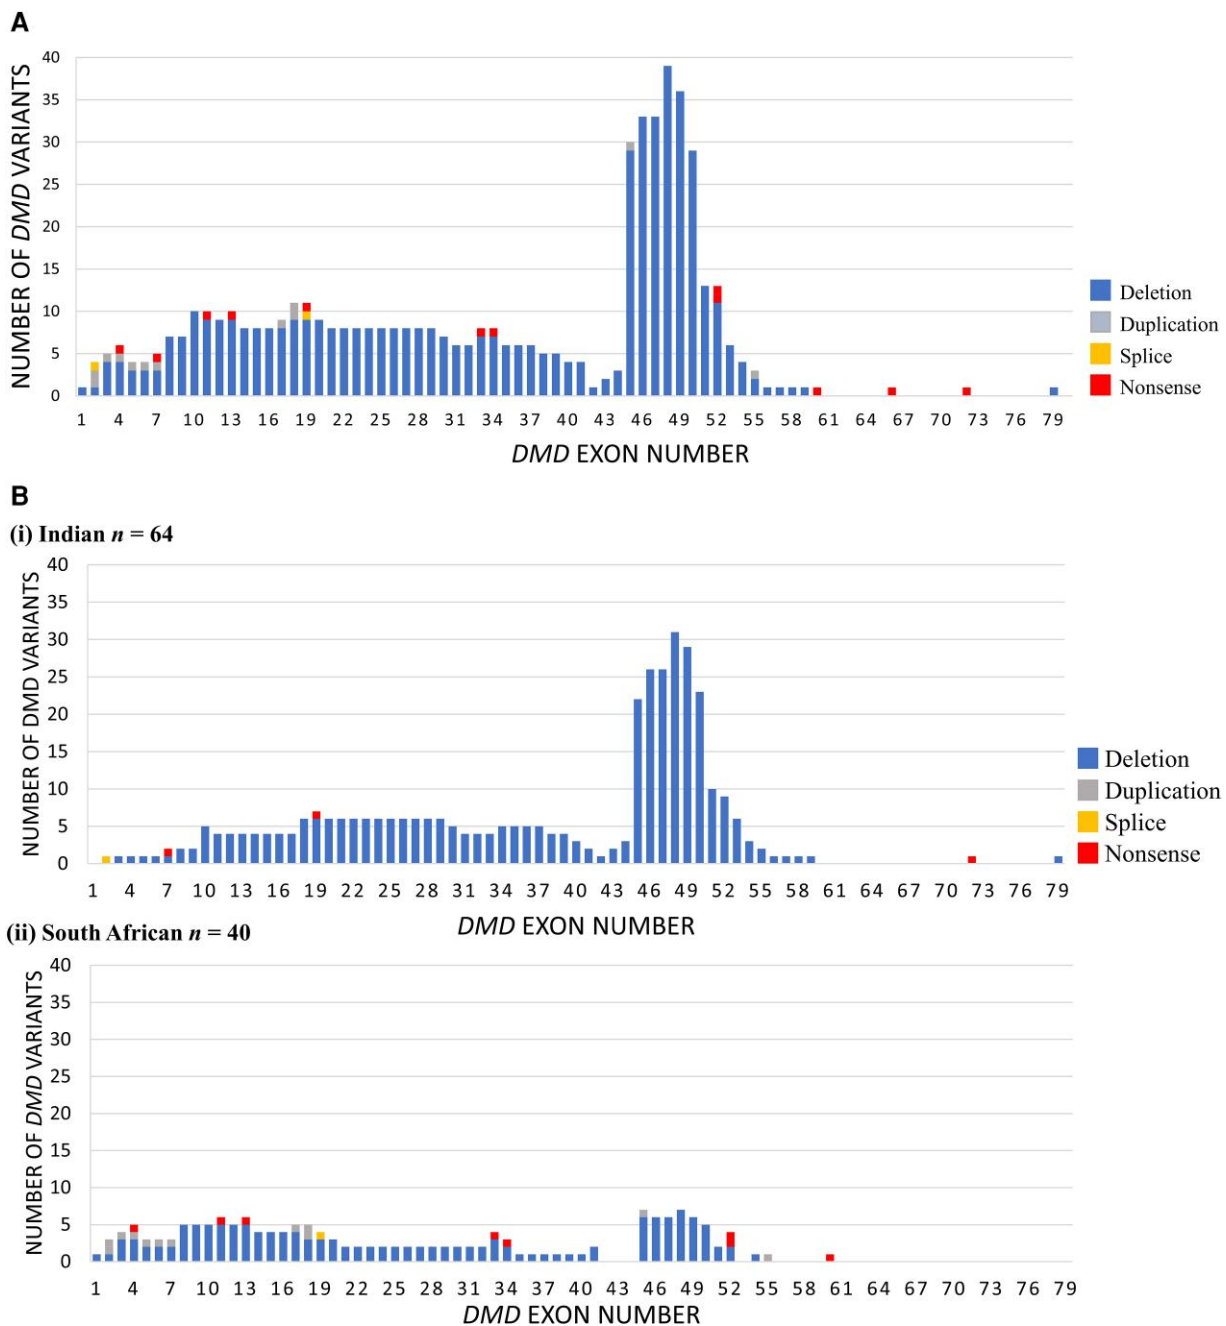 A
NUMBER OF DMD VARIANTS
40
35
30
25
20
15
10
5
0
1 4 7 10 13 16 19 22 25 28 31 34 37 40 43 46 49 52 55 58 61 64 67 70 73 76 79
DMD EXON NUMBER
Deletion
Duplication
Splice
Nonsense
B
(i) Indian n = 64
NUMBER OF DMD VARIANTS
40
35
30
25
20
15
10
5
0
1 4 7 10 13 16 19 22 25 28 31 34 37 40 43 46 49 52 55 58 61 64 67 70 73 76 79
DMD EXON NUMBER
Deletion
Duplication
Splice
Nonsense
(ii) South African n = 40
NUMBER OF DMD VARIANTS
40
35
30
25
20
15
10
5
0
1 4 7 10 13 16 19 22 25 28 31 34 37 40 43 46 49 52 55 58 61 64 67 70 73 76 79
DMD EXON NUMBER